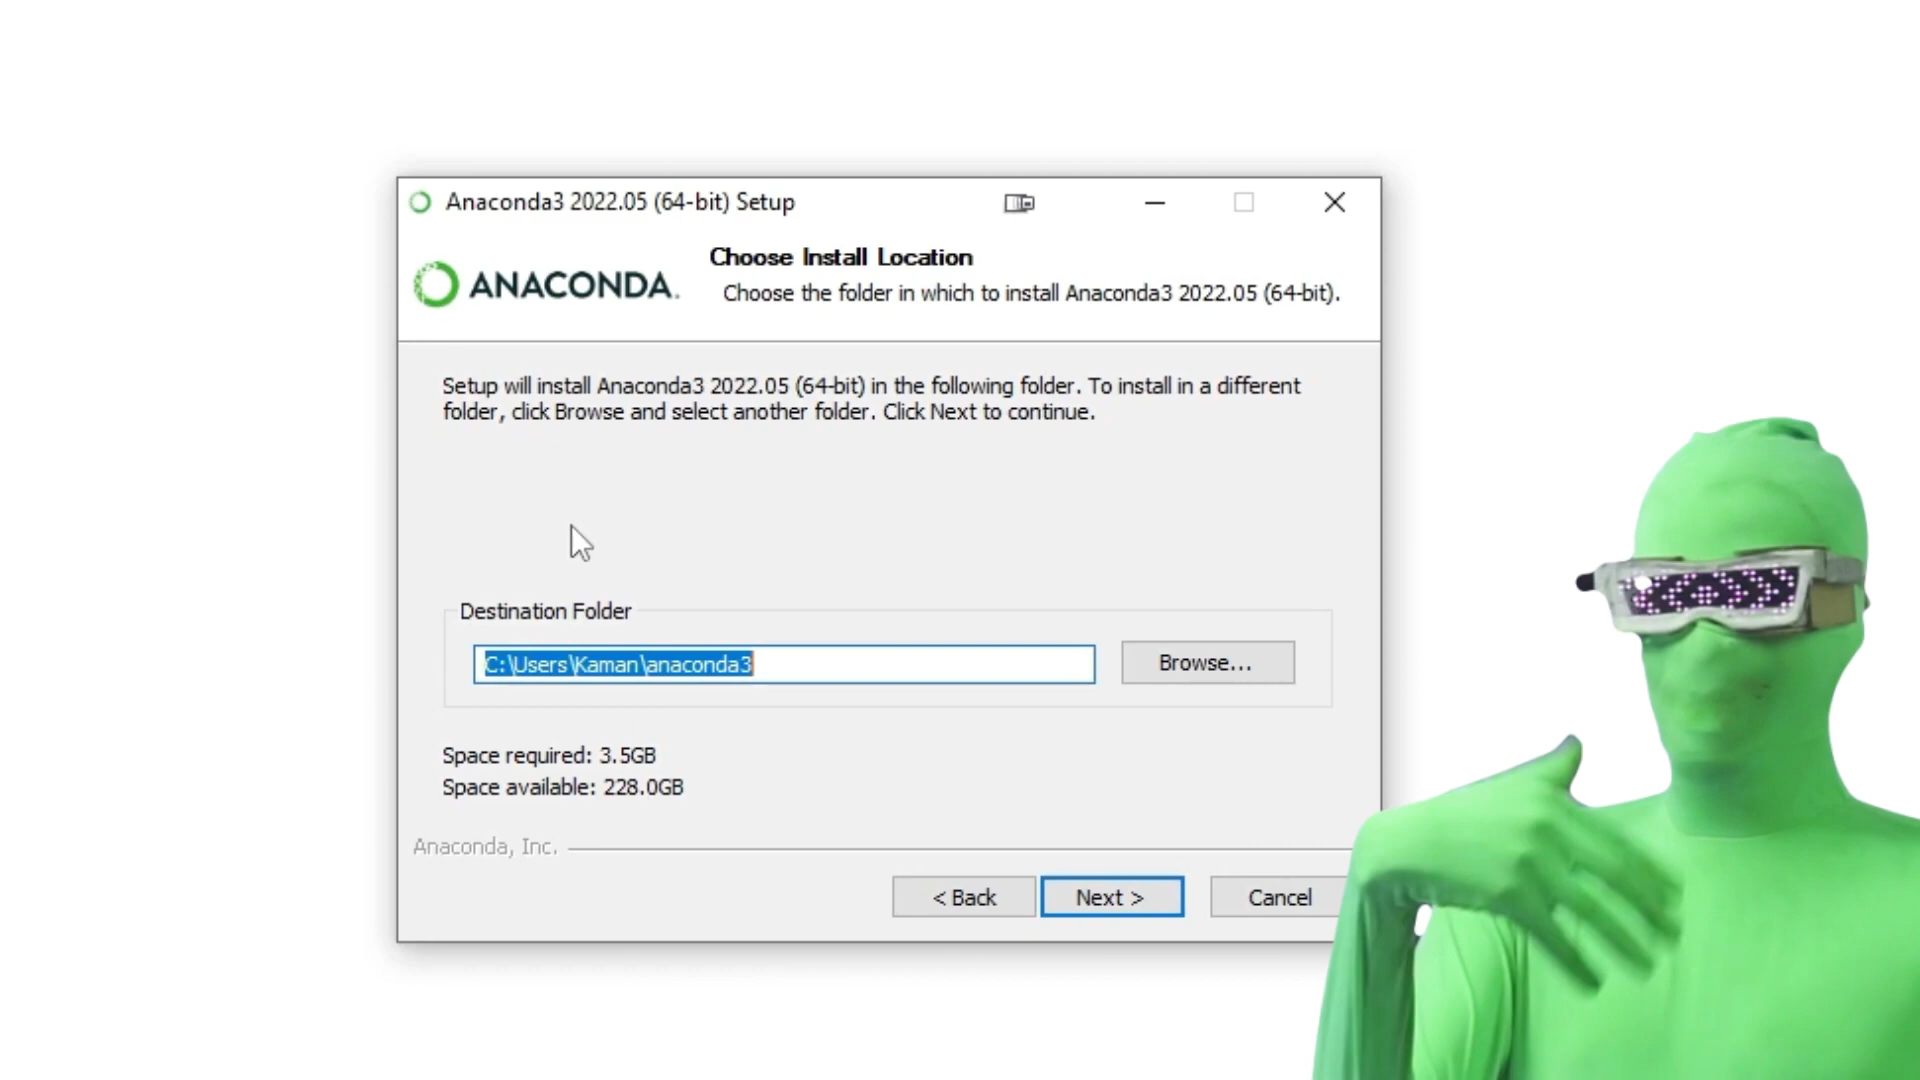 Anaconda3 2022.05 (64-bit) Setup
ANACONDA.
Choose Install Location
Choose the folder in which to install Anaconda3 2022.05 (64-bit).
Setup will install Anaconda3 2022.05 (64-bit) in the following folder. To install in a different
folder, click Browse and select another folder. Click Next to continue.
Destination Folder
C:\Users\Kaman\anaconda3
Browse...
Space required: 3.5GB
Space available: 228.0GB
Anaconda, Inc.
< Back
Next >
Cancel